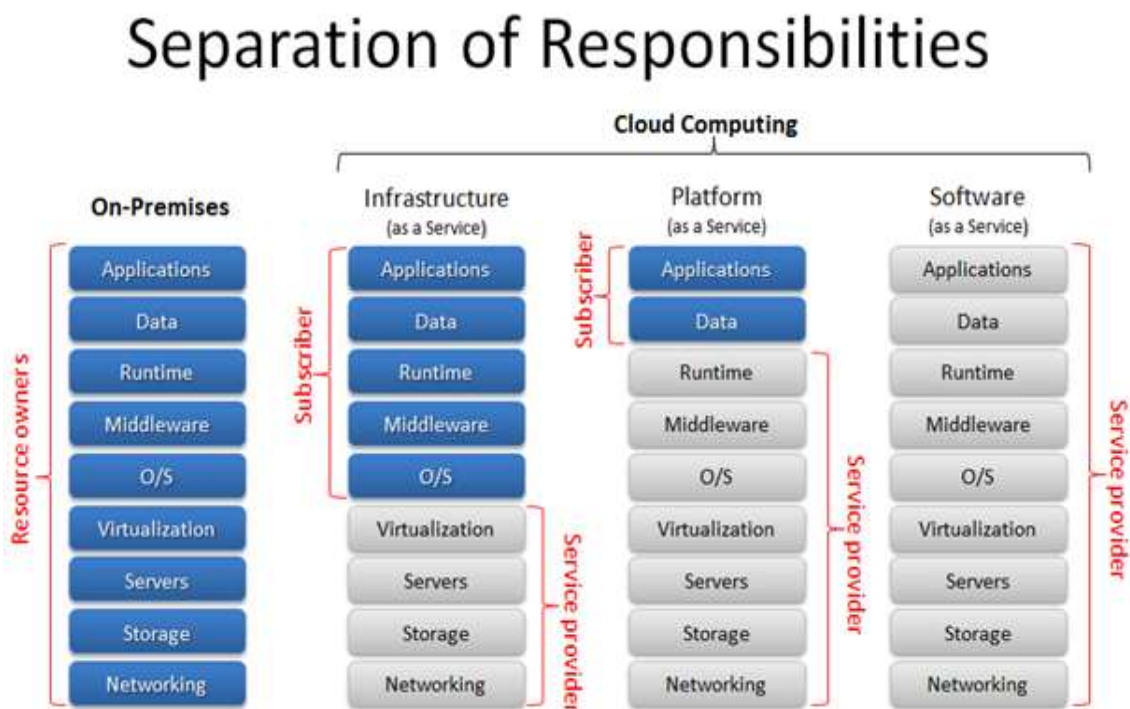 Separation of Responsibilities
Cloud Computing
On-Premises
Infrastructure
(as a Service)
Platform
(as a Service)
Software
(as a Service)
Resource owners
Applications
Data
Runtime
Middleware
O/S
Virtualization
Servers
Storage
Networking
Subscriber
Applications
Data
Runtime
Middleware
O/S
Virtualization
Servers
Storage
Networking
Service provider
Subscriber
Applications
Data
Runtime
Middleware
O/S
Virtualization
Servers
Storage
Networking
Service provider
Applications
Data
Runtime
Middleware
O/S
Virtualization
Servers
Storage
Networking
Service provider